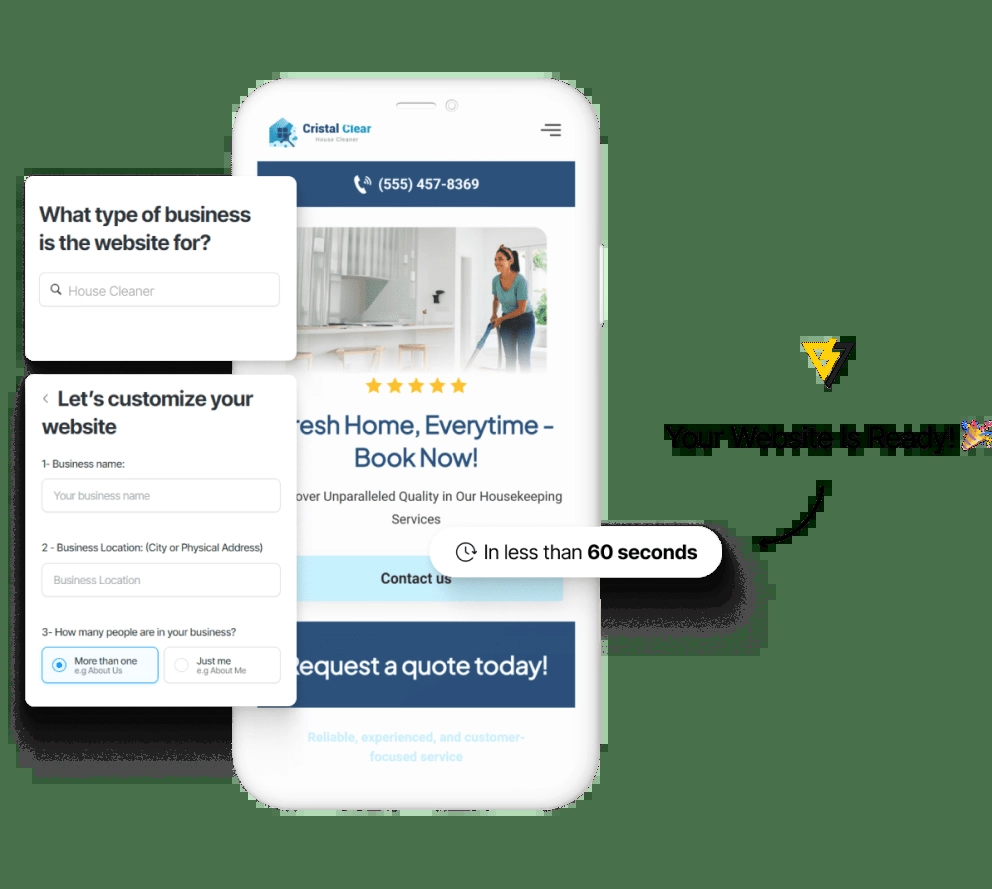 Cristal Clear
House Cleaner
(555) 457-8369
What type of business
is the website for?
House Cleaner
Let's customize your
website
1- Business name:
Your business name
2 - Business Location: (City or Physical Address)
Business Location
3- How many people are in your business?
More than one
e.g About Us
Just me
e.g About Me
resh Home, Everytime -
Book Now!
over Unparalleled Quality in Our Housekeeping
Services
Contact us
Request a quote today!
Reliable, experienced, and customer-
focused service
Your Website Is Ready! 🎉
In less than 60 seconds